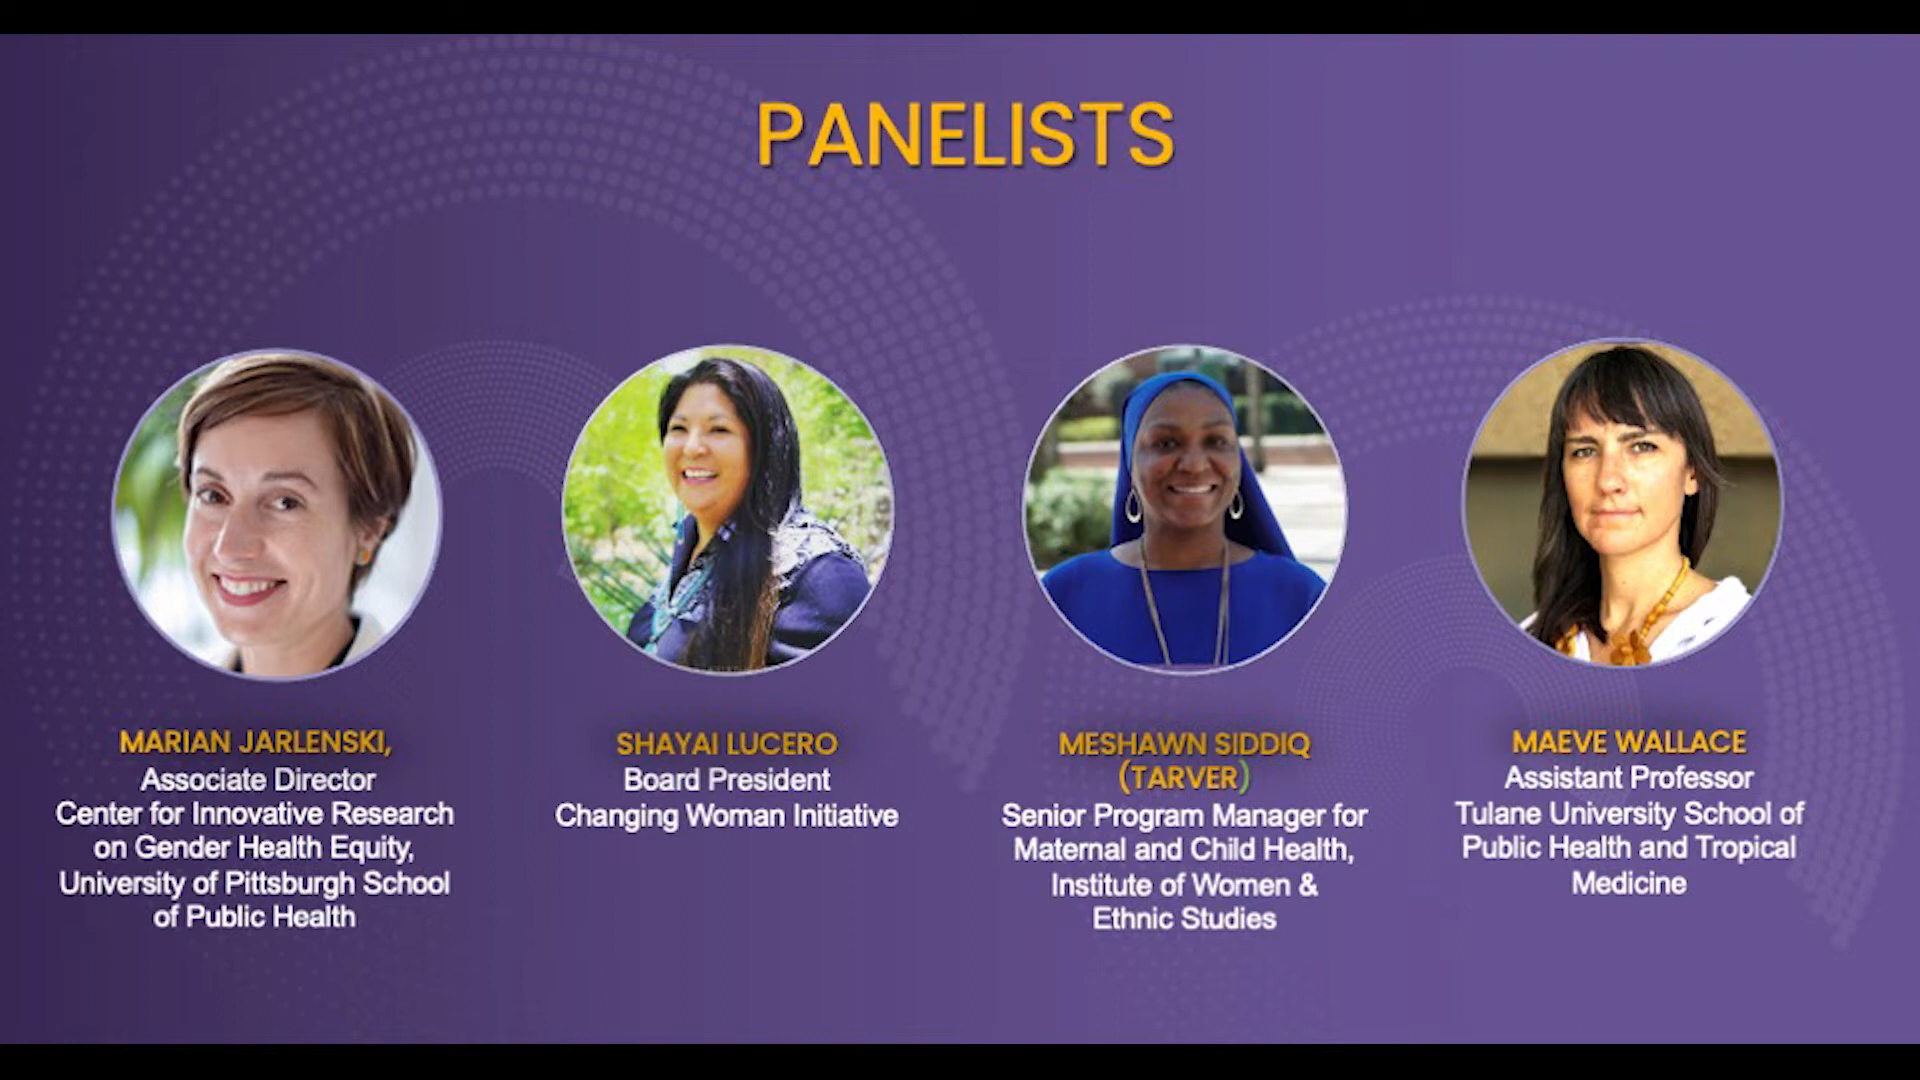 PANELISTS
MARIAN JARLENSKI,
Associate Director
Center for Innovative Research
on Gender Health Equity,
University of Pittsburgh School
of Public Health
SHAYAI LUCERO
Board President
Changing Woman Initiative
MESHAWN SIDDIQ
(TARVER)
Senior Program Manager for
Maternal and Child Health,
Institute of Women &
Ethnic Studies
MAEVE WALLACE
Assistant Professor
Tulane University School of
Public Health and Tropical
Medicine